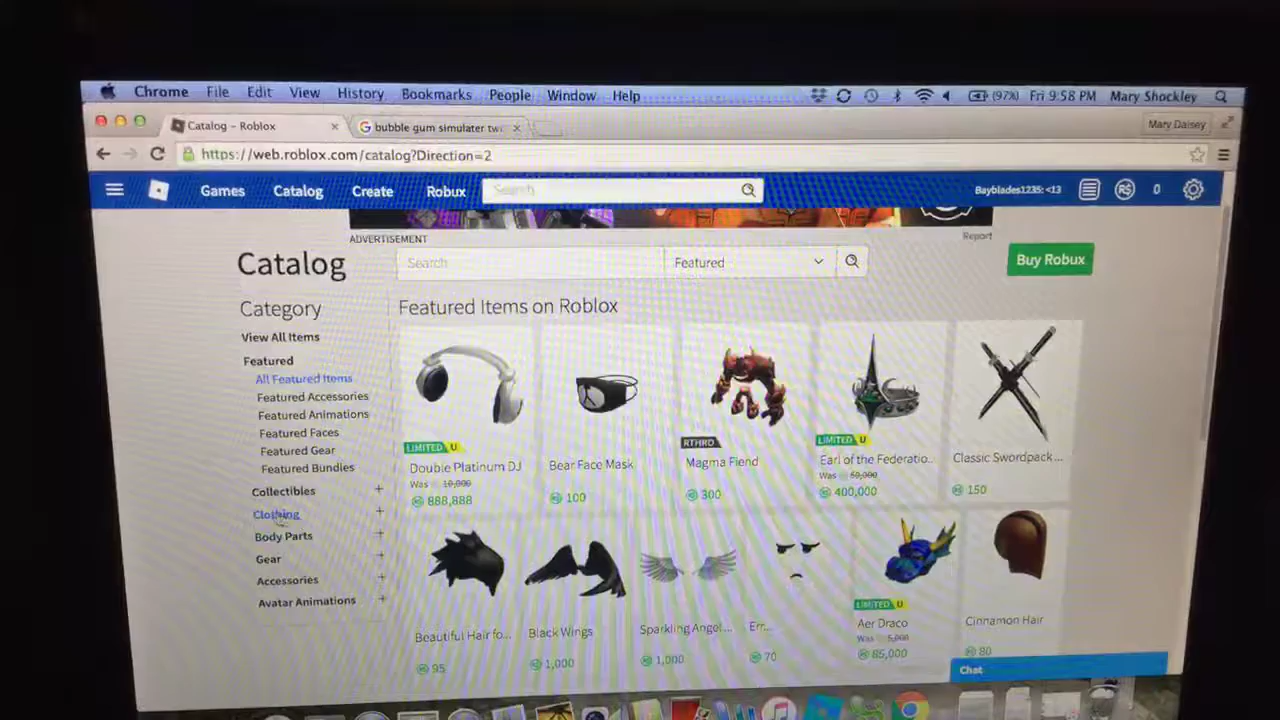 Chrome File Edit View History Bookmarks People Window Help (97%) Fri 9:58 PM Mary Shockley
Catalog - Roblox bubble gum simulater twi Mary Daisey
https://web.roblox.com/catalog?Direction=2
Games Catalog Create Robux Search Bayblades1235: <13 R$ 0
ADVERTISEMENT Report
Catalog Search Featured Buy Robux
Category Featured Items on Roblox
View All Items
Featured
All Featured Items
Featured Accessories
Featured Animations
Featured Faces
Featured Gear
Featured Bundles
Collectibles +
Clothing +
Body Parts +
Gear +
Accessories +
Avatar Animations +
LIMITED U
Double Platinum DJ
Was 10,000
888,888
Bear Face Mask
100
RTHRO
Magma Fiend
300
LIMITED U
Earl of the Federatio...
Was 50,000
400,000
Classic Swordpack ...
150
Beautiful Hair fo...
95
Black Wings
1,000
Sparkling Angel ...
1,000
Err...
70
LIMITED U
Aer Draco
Was 5,000
85,000
Cinnamon Hair
80
Chat